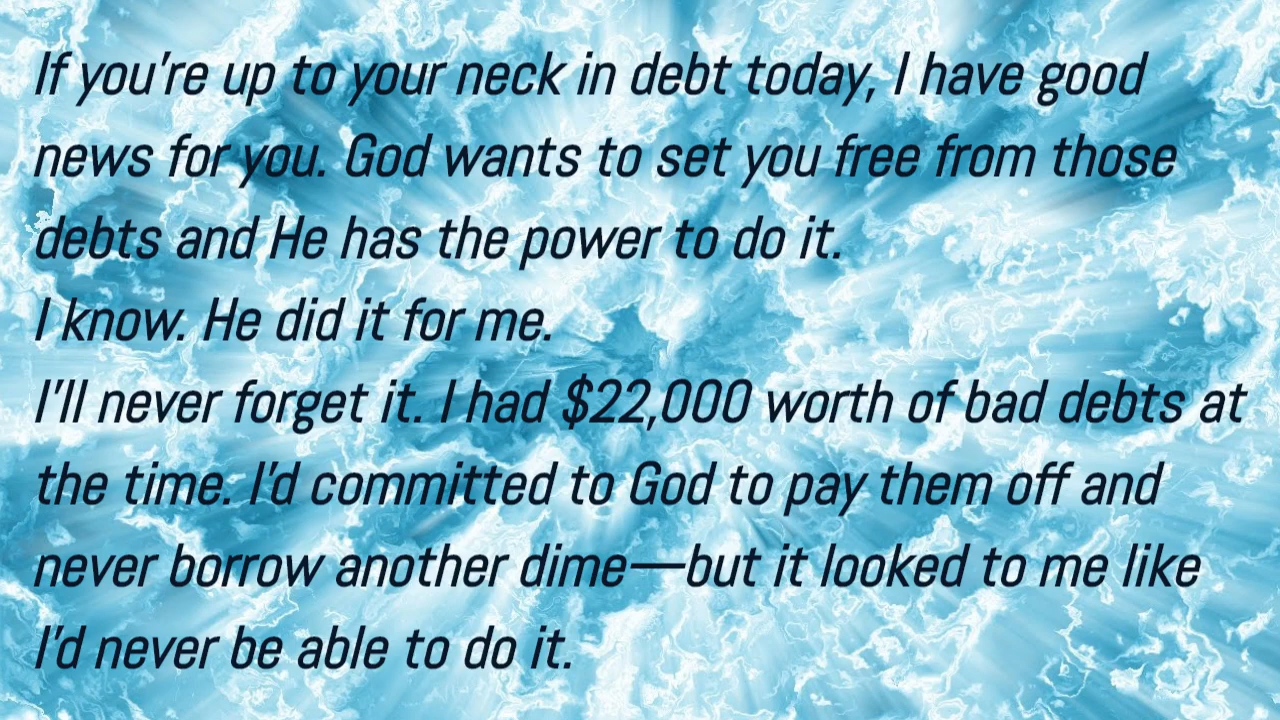 If you're up to your neck in debt today, I have good
news for you. God wants to set you free from those
debts and He has the power to do it.
I know. He did it for me.
I'll never forget it. I had $22,000 worth of bad debts at
the time. I'd committed to God to pay them off and
never borrow another dime—but it looked to me like
I'd never be able to do it.